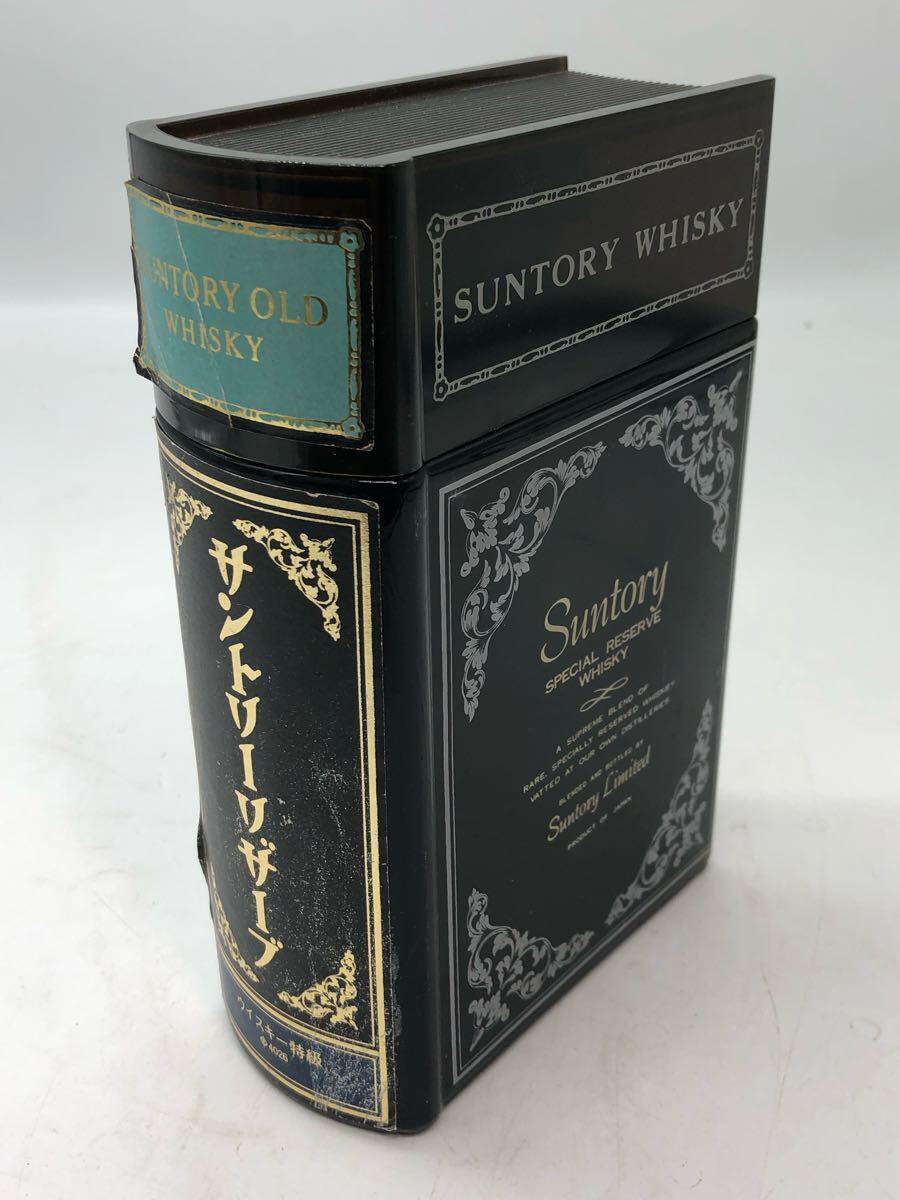 SUNTORY OLD
WHISKY
サントリーリザーブ
ウイスキー特級
4026
SUNTORY WHISKY
Suntory
SPECIAL RESERVE
WHISKY
A SUPREME BLEND OF
RARE, SPECIALLY RESERVED WHISKIES
VATTED AT OUR OWN DISTILLERIES
BLENDED AND BOTTLED BY
Suntory Limited
PRODUCT OF JAPAN